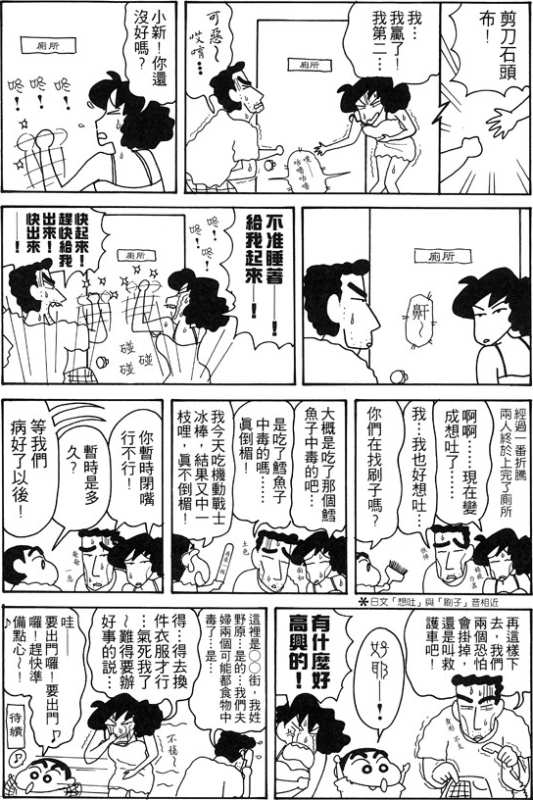 剪刀石頭
布！
我…
我贏了！
我第二…
可惡～
哎唷…
廁所
小新！你還
沒好嗎？
廁所
咚！
咚！
咚！
廁所
鼾～
不准睡著——！
給我起來——！
廁所
咚！
咚！
碰
碰
快起來！
趕快給我
出來！
快出來
——！
經過一番折騰
兩人終於上完了廁所
啊啊……現在變
成想吐了……
我…我也好想吐…
你們在找刷子嗎？
＊日文「想吐」與「刷子」音相近
大概是吃了那個鱈
魚子中毒的吧…
是吃了鱈魚子
中毒的嗎……
真倒楣！
我今天吃機動戰士
冰棒，結果又中一
枝哩，真不倒楣！
土色
你暫時閉嘴
行不行！
暫時是多
久？
等我們
病好了以後！
再這樣下
去，我們
兩個恐怕
會掛掉，
還是叫救
護車吧！
好耶～！
有什麼好
高興的！
這裡是○○街，我姓
野原…是的…我們夫
婦兩個可能都食物中
毒了…是…
得…得去換
件衣服才行
…氣死我了
～難得要辦
好事的說…
哇——
要出門囉！要出門
囉！趕快準
備點心～！
待續